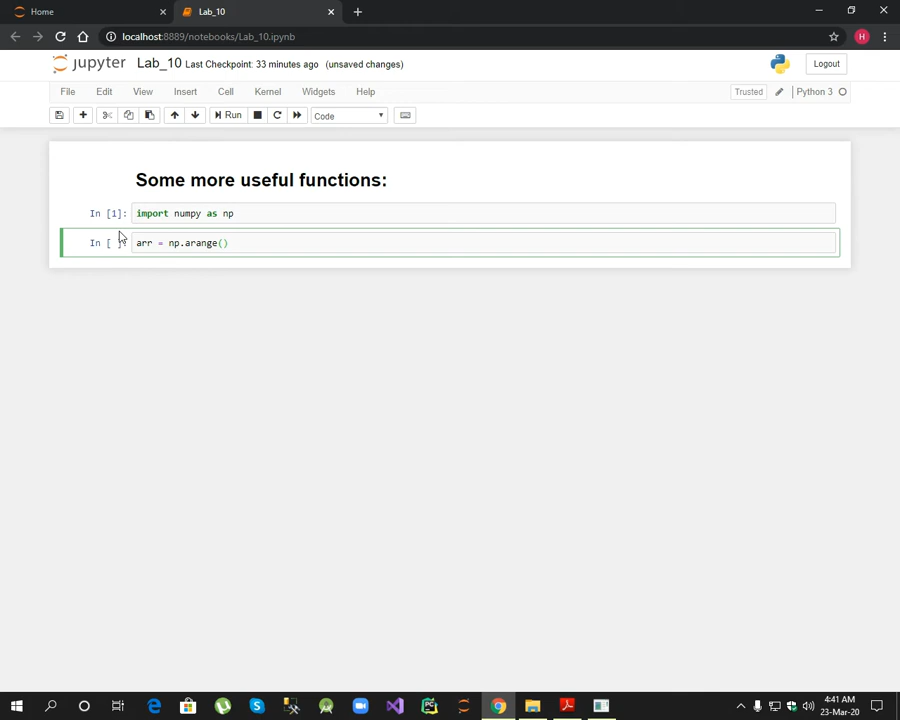 Home
Lab_10
localhost:8889/notebooks/Lab_10.ipynb
H
jupyter Lab_10 Last Checkpoint: 33 minutes ago (unsaved changes)
Logout
File Edit View Insert Cell Kernel Widgets Help
Trusted
Python 3
Run
Code
Some more useful functions:
In [1]: import numpy as np
In [ ]: arr = np.arange()
4:41 AM
23-Mar-20